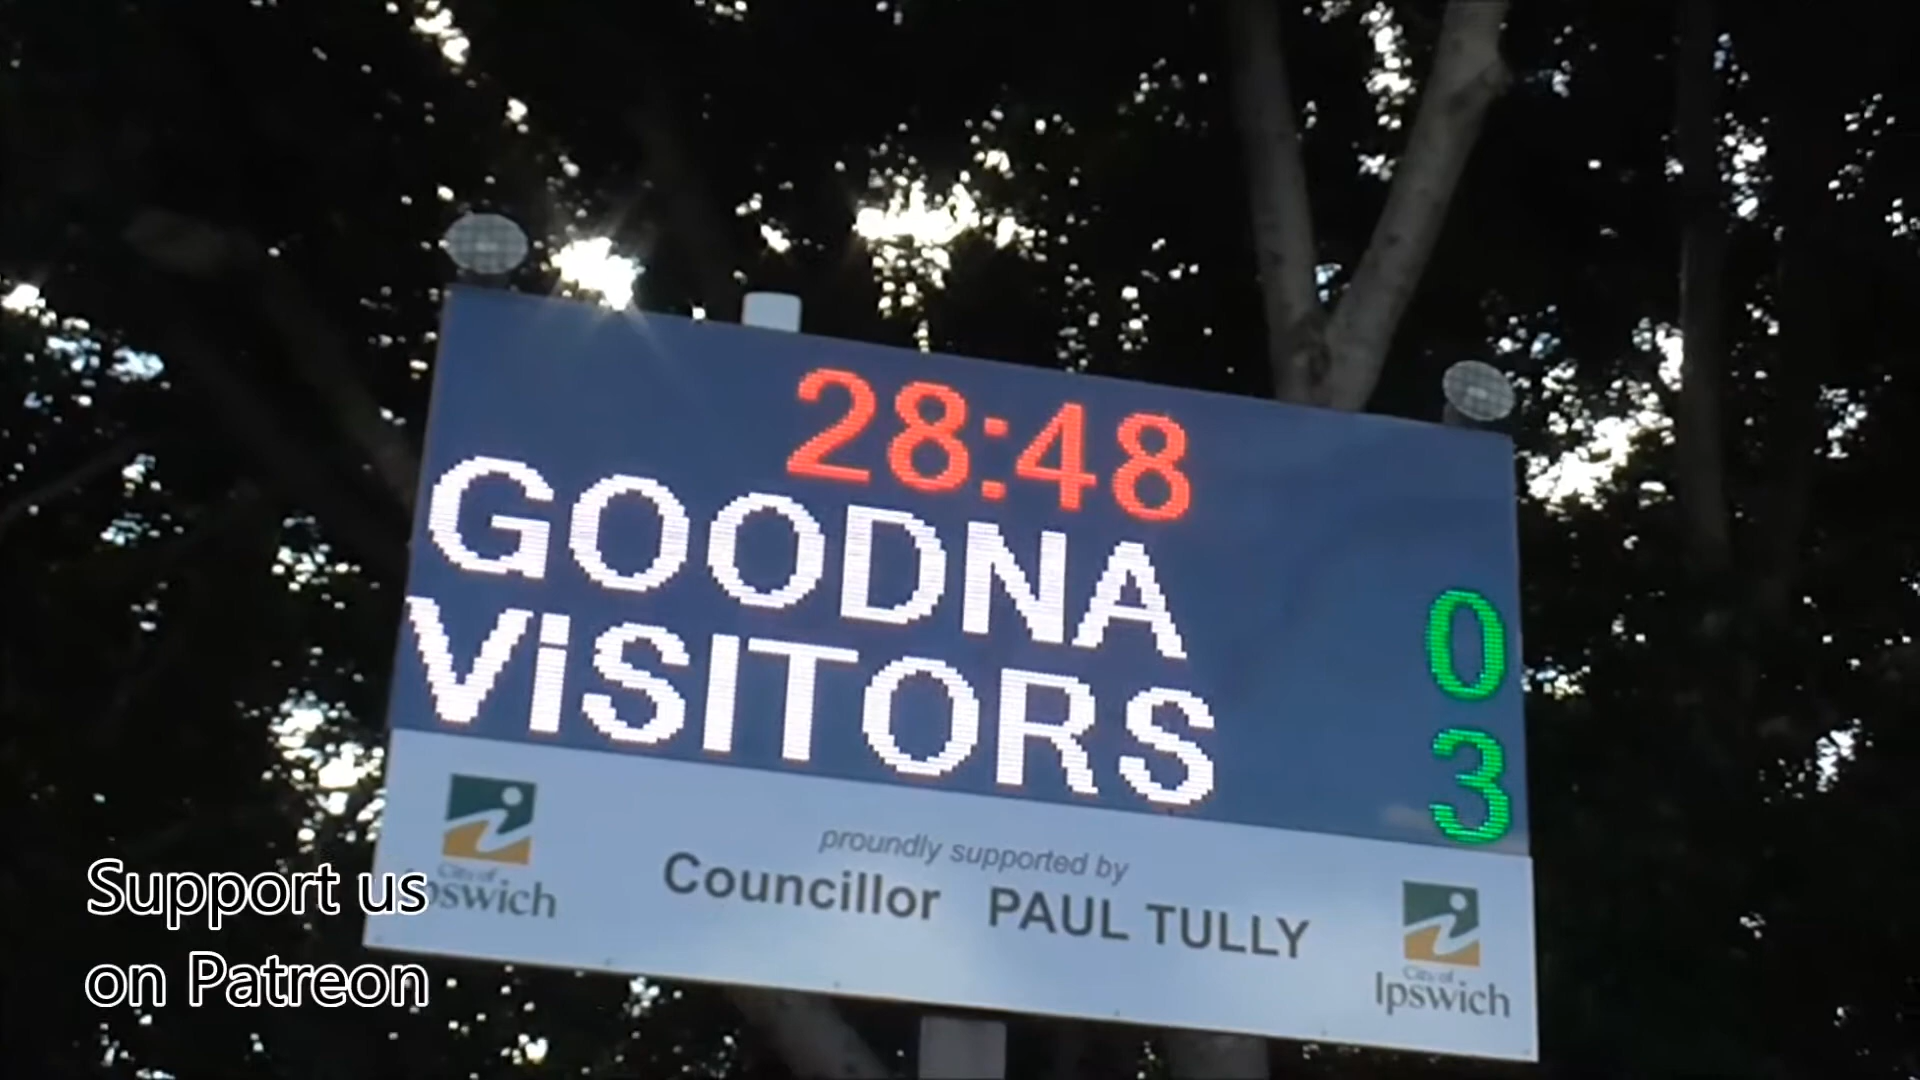 28:48
GOODNA 0
ViSITORS 3
proundly supported by
Councillor PAUL TULLY
City of
Ipswich
City of
Ipswich
Support us
on Patreon